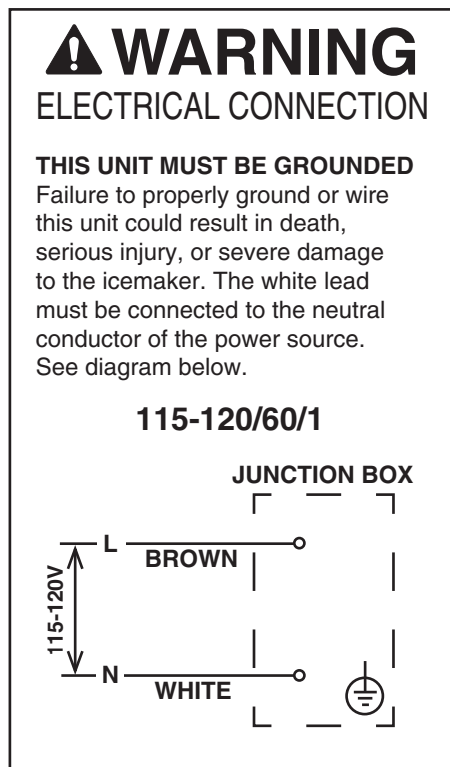 WARNING
ELECTRICAL CONNECTION
THIS UNIT MUST BE GROUNDED
Failure to properly ground or wire
this unit could result in death,
serious injury, or severe damage
to the icemaker. The white lead
must be connected to the neutral
conductor of the power source.
See diagram below.
115-120/60/1
JUNCTION BOX
L
BROWN
115-120V
N
WHITE